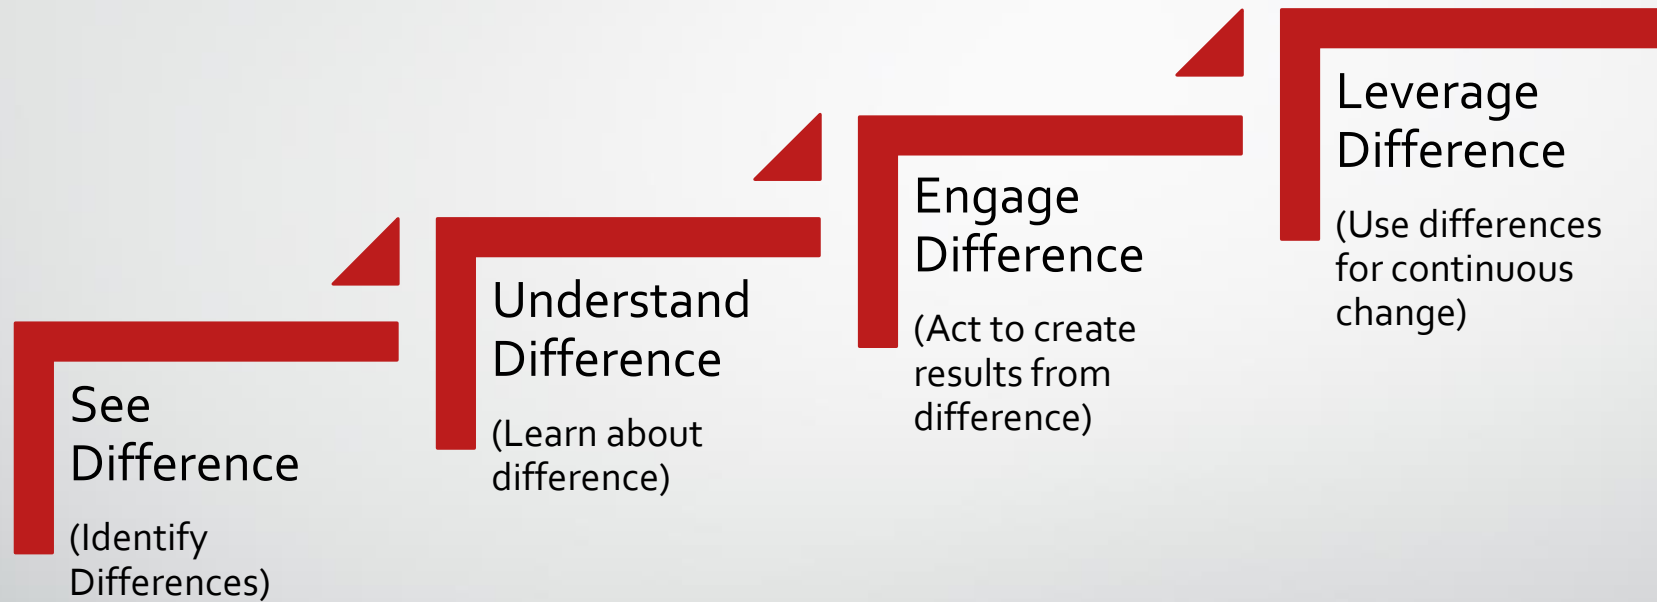 See
Difference
(Identify
Differences)
Understand
Difference
(Learn about
difference)
Engage
Difference
(Act to create
results from
difference)
Leverage
Difference
(Use differences
for continuous
change)